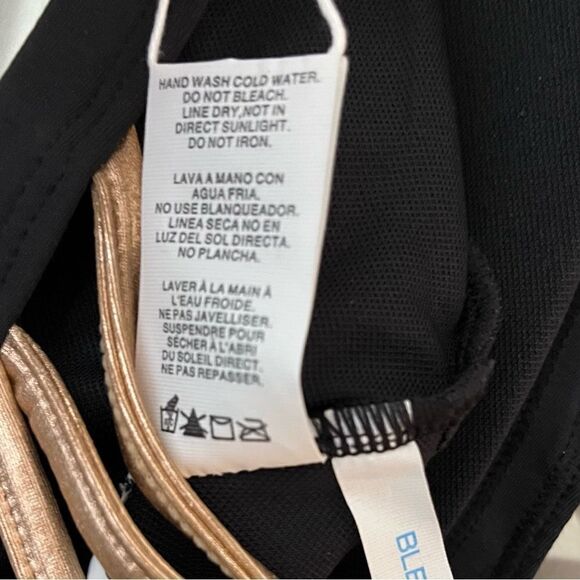 HAND WASH COLD WATER.
DO NOT BLEACH.
LINE DRY,NOT IN
DIRECT SUNLIGHT.
DO NOT IRON.
LAVA A MANO CON
AGUA FRIA.
NO USE BLANQUEADOR.
LINEA SECA NO EN
LUZ DEL SOL DIRECTA.
NO PLANCHA.
LAVER À LA MAIN À
L'EAU FROIDE.
NE PAS JAVELLISER.
SUSPENDRE POUR
SÉCHER À L'ABRI
DU SOLEIL DIRECT.
NE PAS REPASSER.
BLE